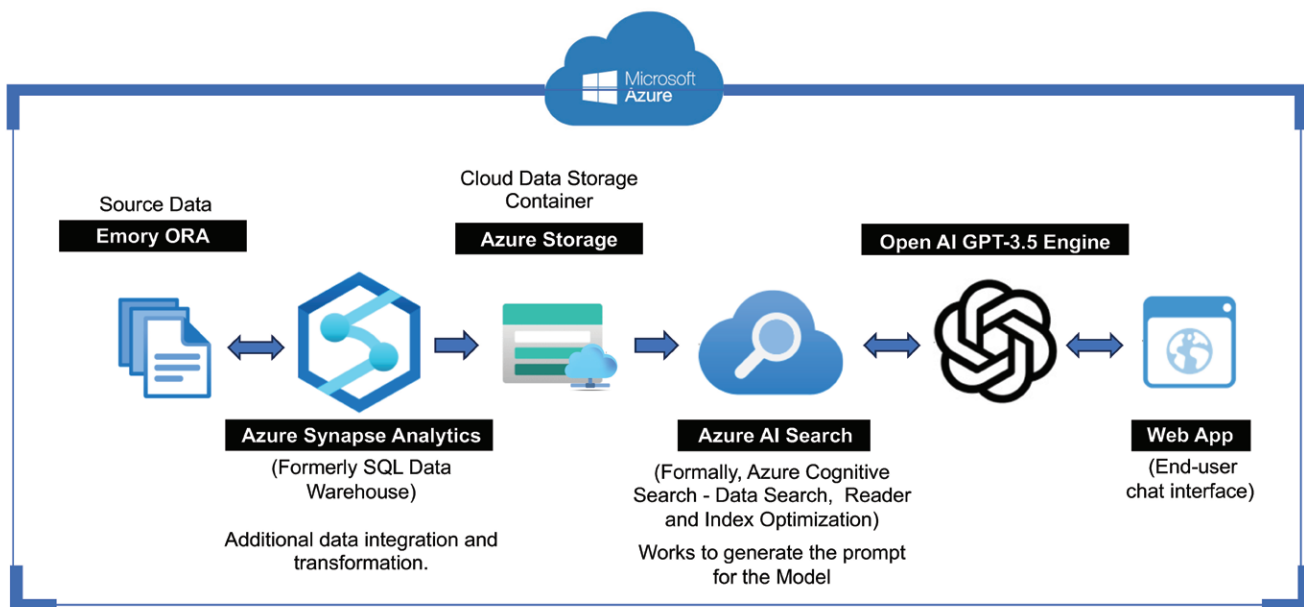 Microsoft
Azure
Source Data
Emory ORA
Cloud Data Storage
Container
Azure Storage
Open AI GPT-3.5 Engine
Azure Synapse Analytics
(Formerly SQL Data
Warehouse)
Additional data integration and
transformation.
Azure AI Search
(Formally, Azure Cognitive
Search - Data Search, Reader
and Index Optimization)
Works to generate the prompt
for the Model
Web App
(End-user
chat interface)